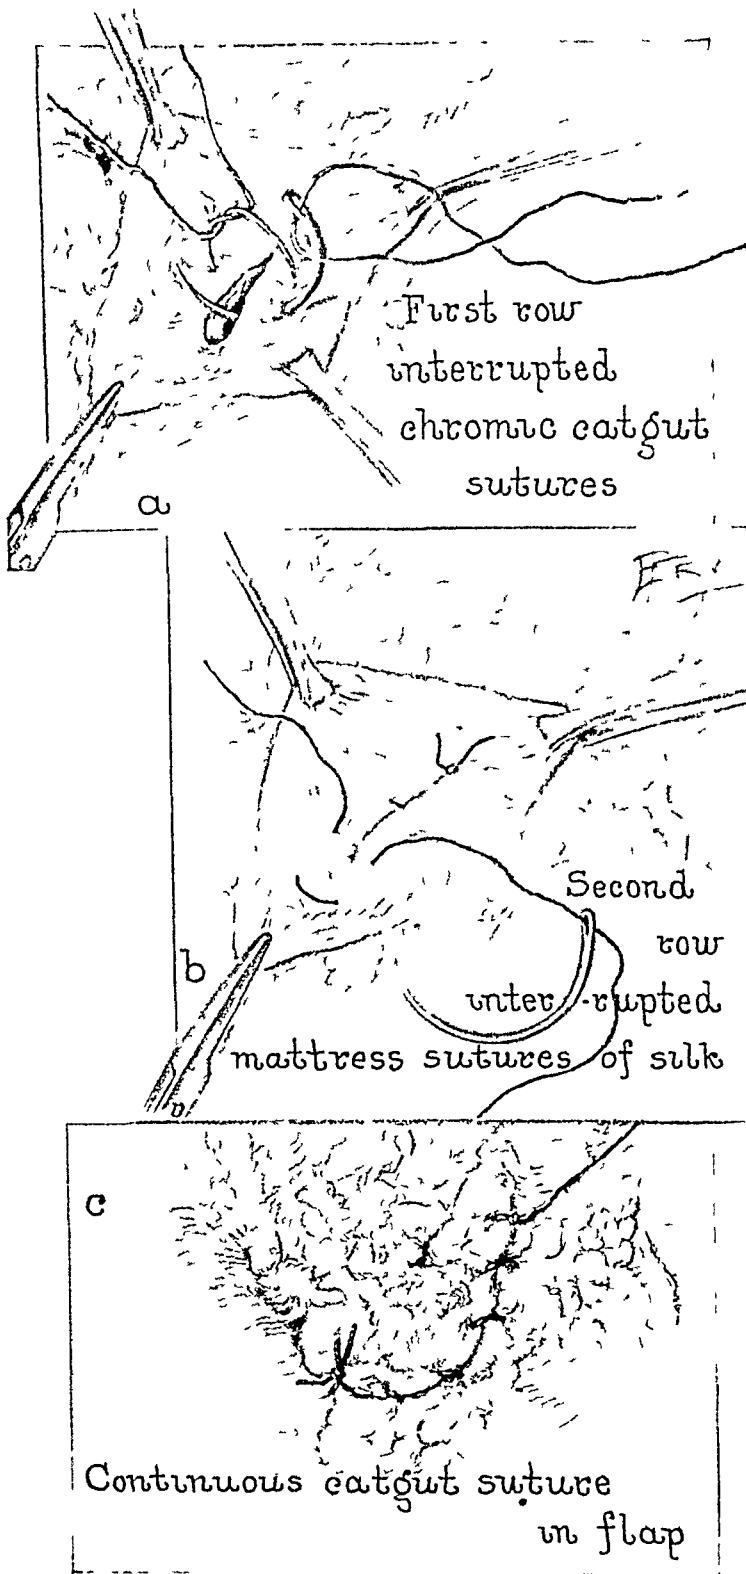 First row
interrupted
chromic catgut
sutures
a
Second
row
b
inter-rupted
mattress sutures of silk
c
Continuous catgut suture
in flap